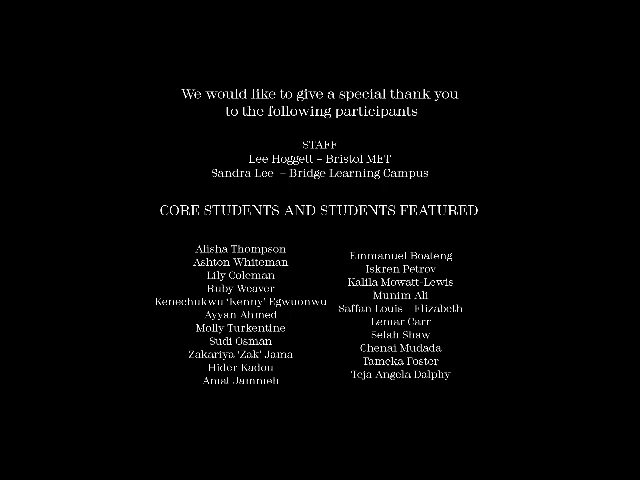 We would like to give a special thank you
to the following participants
STAFF
Lee Hoggett – Bristol MET
Sandra Lee – Bridge Learning Campus
CORE STUDENTS AND STUDENTS FEATURED
Alisha Thompson
Ashton Whiteman
Lily Coleman
Ruby Weaver
Kenechukwu 'Kenny' Egwuonwu
Ayyan Ahmed
Molly Turkentine
Sudi Osman
Zakariya 'Zak' Jama
Hider Kadou
Amal Jammeh
Emmanuel Boateng
Iskren Petrov
Kalila Mowatt-Lewis
Munim Ali
Saffan Louis – Elizabeth
Lemar Carr
Selah Shaw
Chenai Mudada
Tameka Foster
Teja Angela Dalphy